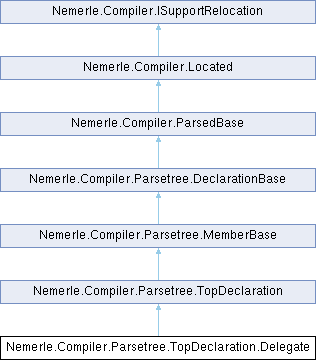 Nemerle.Compiler.ISupportRelocation
Nemerle.Compiler.Located
Nemerle.Compiler.ParsedBase
Nemerle.Compiler.Parsetree.DeclarationBase
Nemerle.Compiler.Parsetree.MemberBase
Nemerle.Compiler.Parsetree.TopDeclaration
Nemerle.Compiler.Parsetree.TopDeclaration.Delegate